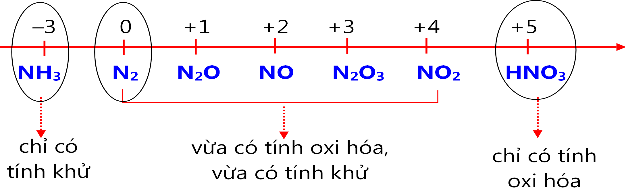 –3 0 +1 +2 +3 +4 +5
NH₃ N₂ N₂O NO N₂O₃ NO₂ HNO₃
chỉ có
tính khử
vừa có tính oxi hóa,
vừa có tính khử
chỉ có tính
oxi hóa